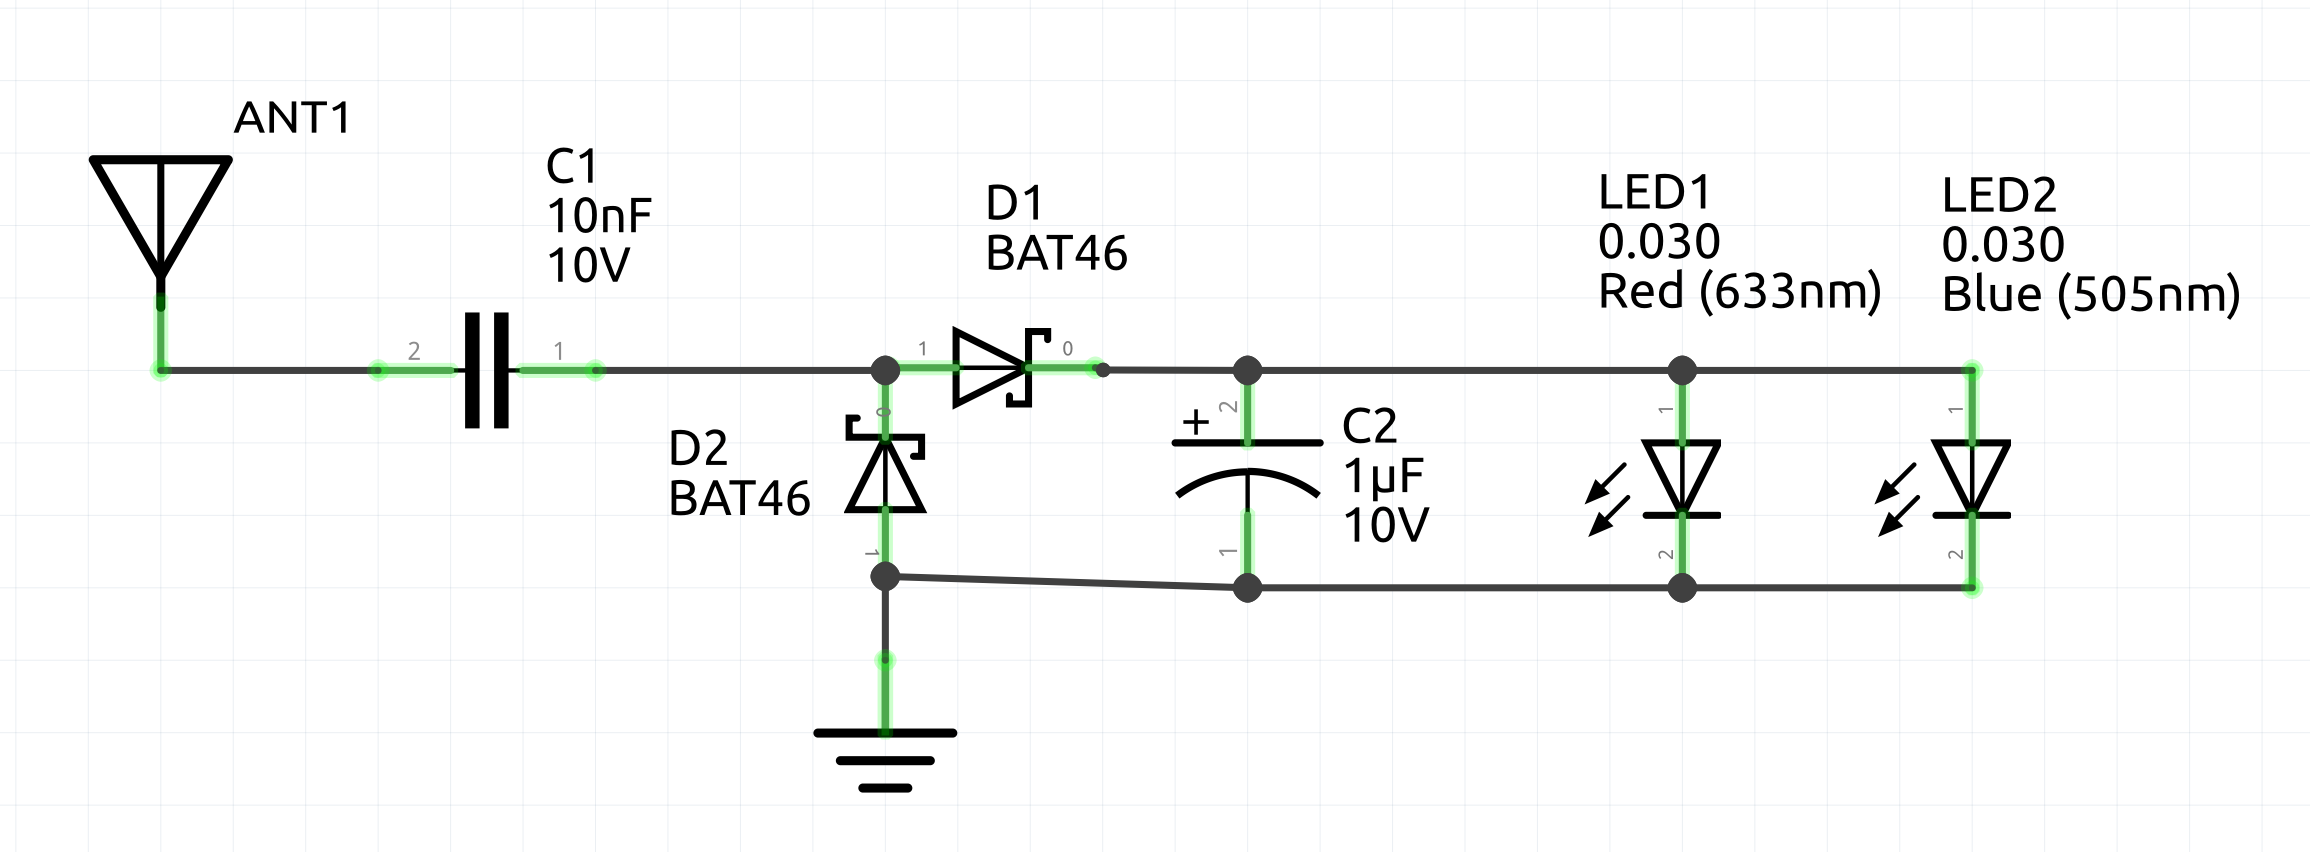 ANT1
C1
10nF
10V
D1
BAT46
LED1
0.030
Red (633nm)
LED2
0.030
Blue (505nm)
2
1
1
0
0
D2
BAT46
1
+
2
C2
1µF
10V
1
1
2
1
2